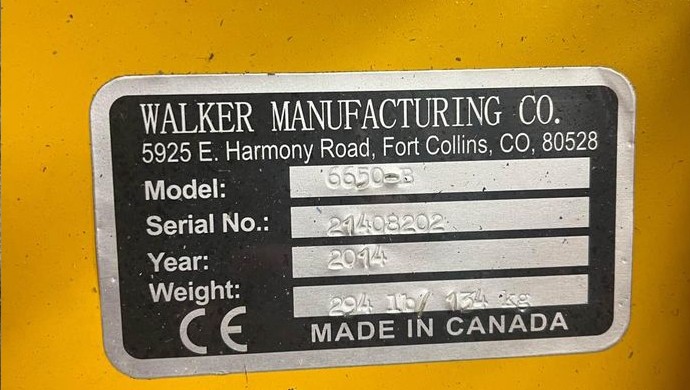 WALKER MANUFACTURING CO.
5925 E. Harmony Road, Fort Collins, CO, 80528
Model: 6650-B
Serial No.: 21408202
Year: 2014
Weight: 294 lb/ 134 kg
CE MADE IN CANADA